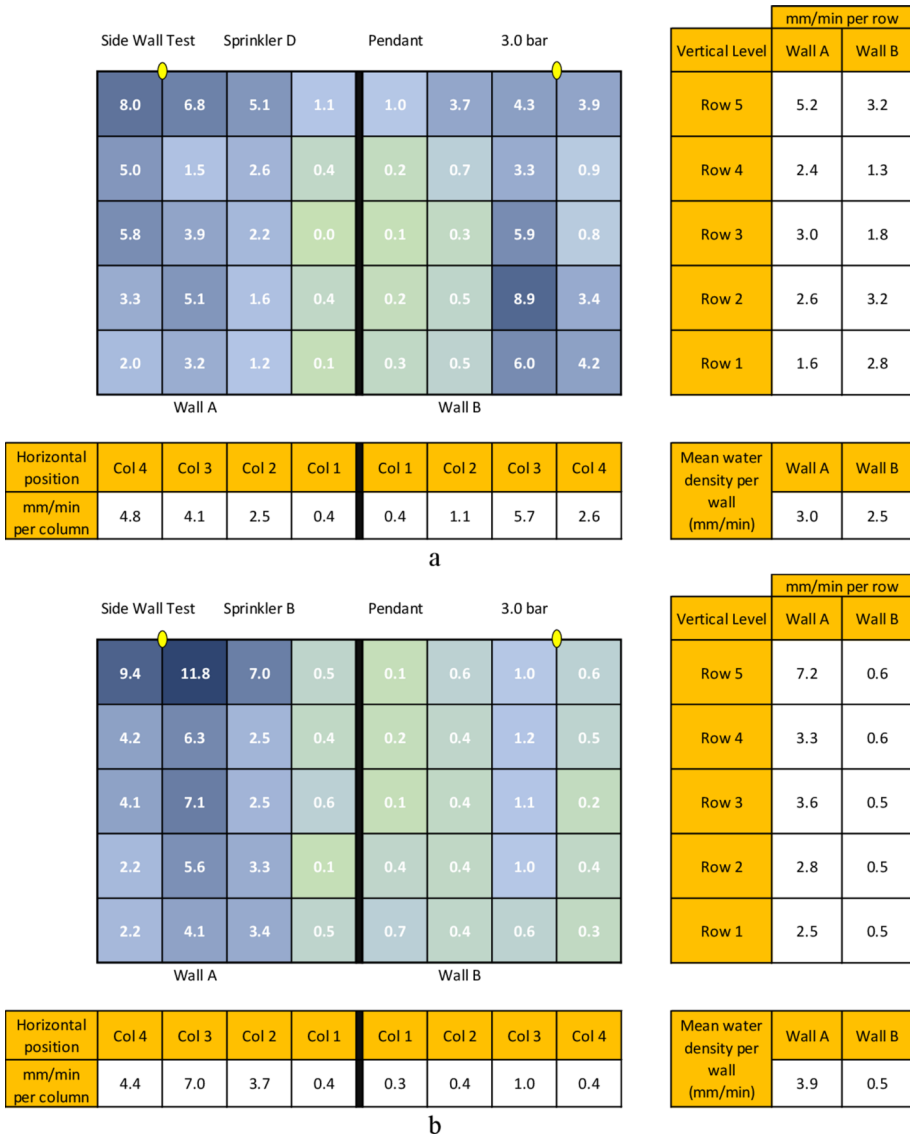 mm/min per row
Side Wall Test Sprinkler D Pendant 3.0 bar
Vertical Level Wall A Wall B
8.0 6.8 5.1 1.1 1.0 3.7 4.3 3.9
Row 5 5.2 3.2
5.0 1.5 2.6 0.4 0.2 0.7 3.3 0.9
Row 4 2.4 1.3
5.8 3.9 2.2 0.0 0.1 0.3 5.9 0.8
Row 3 3.0 1.8
3.3 5.1 1.6 0.4 0.2 0.5 8.9 3.4
Row 2 2.6 3.2
2.0 3.2 1.2 0.1 0.3 0.5 6.0 4.2
Row 1 1.6 2.8
Wall A Wall B
Horizontal
position
Col 4 Col 3 Col 2 Col 1 Col 1 Col 2 Col 3 Col 4
mm/min
per column
4.8 4.1 2.5 0.4 0.4 1.1 5.7 2.6
Mean water
density per
wall
(mm/min)
Wall A Wall B
3.0 2.5
a
mm/min per row
Side Wall Test Sprinkler B Pendant 3.0 bar
Vertical Level Wall A Wall B
9.4 11.8 7.0 0.5 0.1 0.6 1.0 0.6
Row 5 7.2 0.6
4.2 6.3 2.5 0.4 0.2 0.4 1.2 0.5
Row 4 3.3 0.6
4.1 7.1 2.5 0.6 0.1 0.4 1.1 0.2
Row 3 3.6 0.5
2.2 5.6 3.3 0.1 0.4 0.4 1.0 0.4
Row 2 2.8 0.5
2.2 4.1 3.4 0.5 0.7 0.4 0.6 0.3
Row 1 2.5 0.5
Wall A Wall B
Horizontal
position
Col 4 Col 3 Col 2 Col 1 Col 1 Col 2 Col 3 Col 4
mm/min
per column
4.4 7.0 3.7 0.4 0.3 0.4 1.0 0.4
Mean water
density per
wall
(mm/min)
Wall A Wall B
3.9 0.5
b